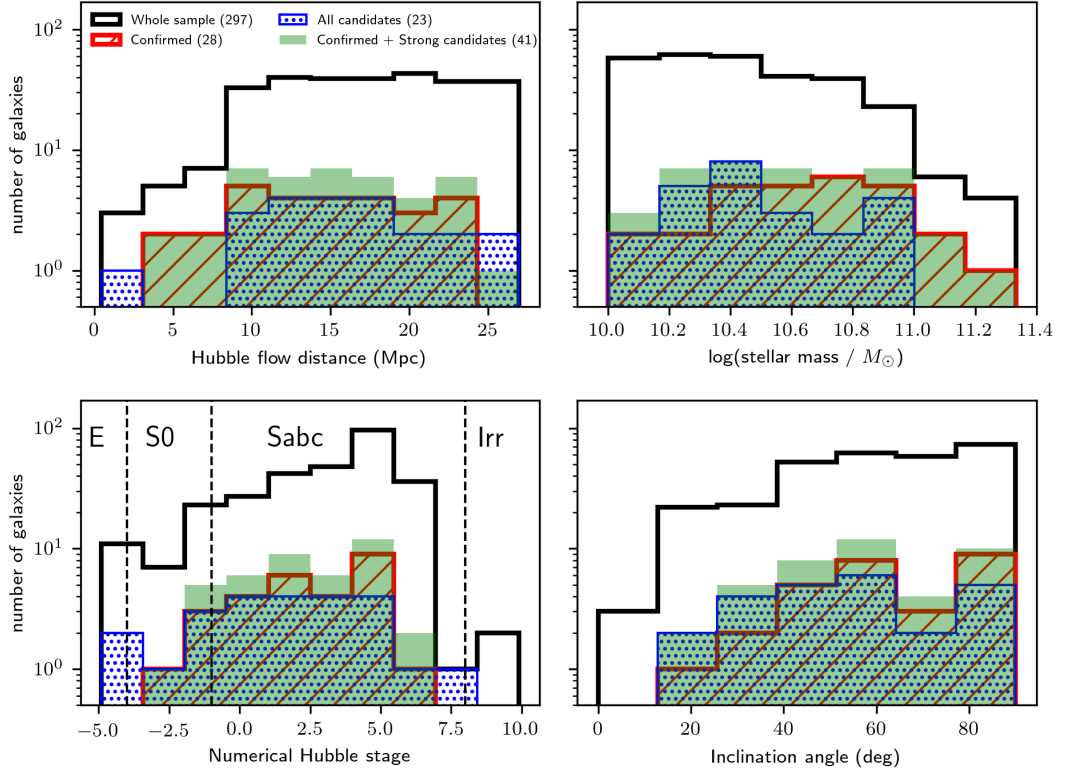 Whole sample (297)
Confirmed (28)
All candidates (23)
Confirmed + Strong candidates (41)
number of galaxies
10²
10¹
10⁰
0 5 10 15 20 25
Hubble flow distance (Mpc)
10.0 10.2 10.4 10.6 10.8 11.0 11.2 11.4
log(stellar mass / M⊙)
number of galaxies
10²
10¹
10⁰
E S0 Sabc Irr
−5.0 −2.5 0.0 2.5 5.0 7.5 10.0
Numerical Hubble stage
0 20 40 60 80
Inclination angle (deg)